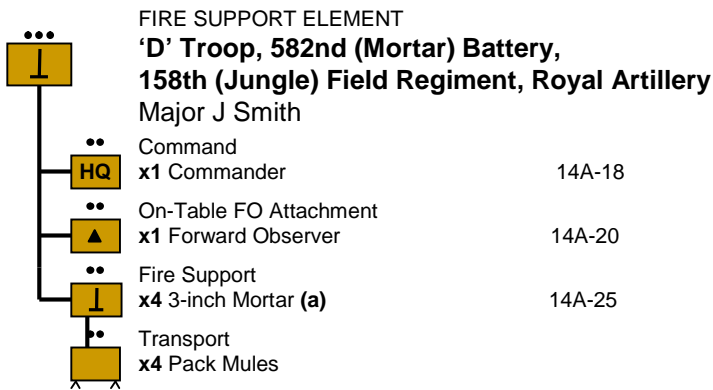 FIRE SUPPORT ELEMENT
‘D’ Troop, 582nd (Mortar) Battery,
158th (Jungle) Field Regiment, Royal Artillery
Major J Smith
Command
HQ x1 Commander 14A-18
On-Table FO Attachment
x1 Forward Observer 14A-20
Fire Support
x4 3-inch Mortar (a) 14A-25
Transport
x4 Pack Mules